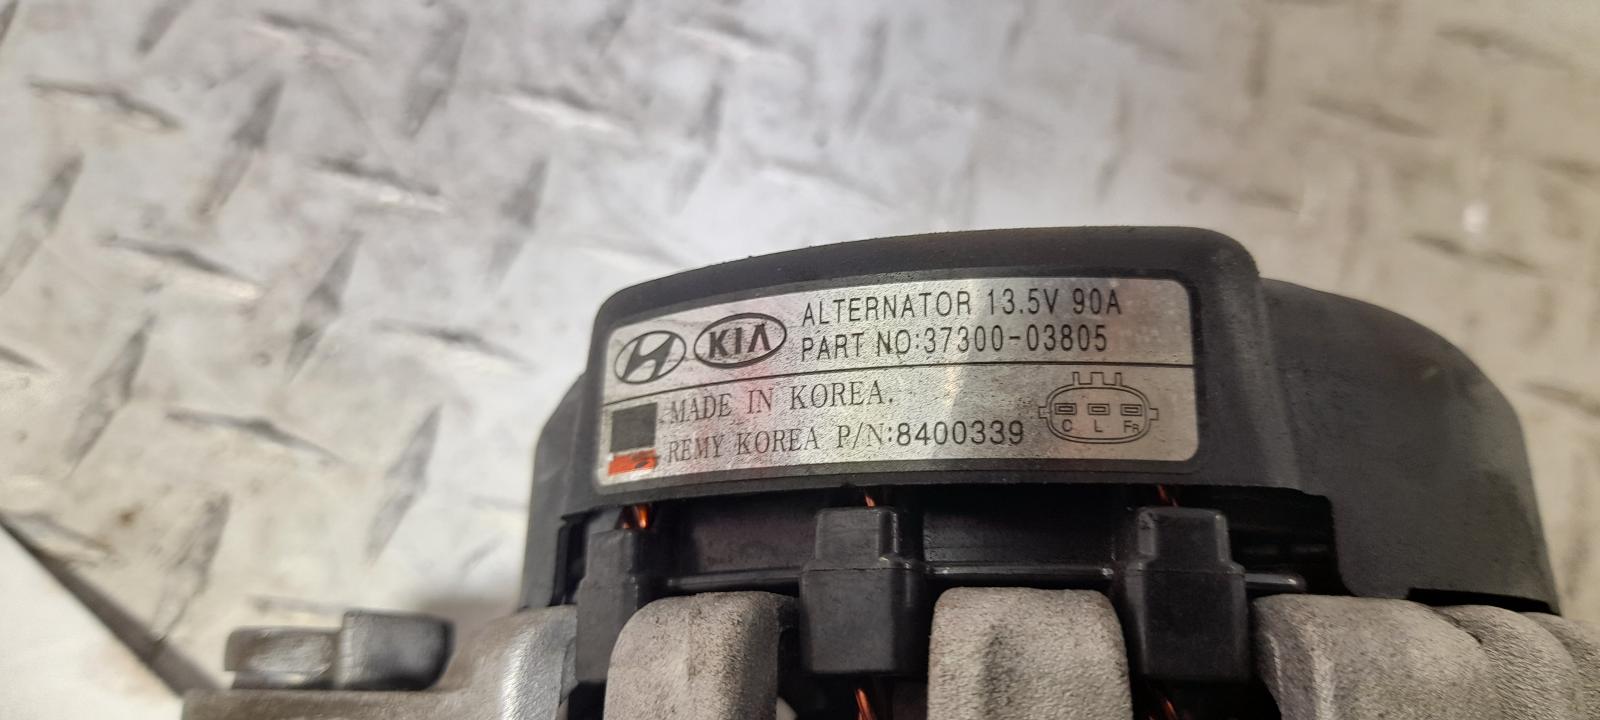 KIA
ALTERNATOR 13.5V 90A
PART NO:37300-03805
MADE IN KOREA.
REMY KOREA P/N:8400339
C L FR